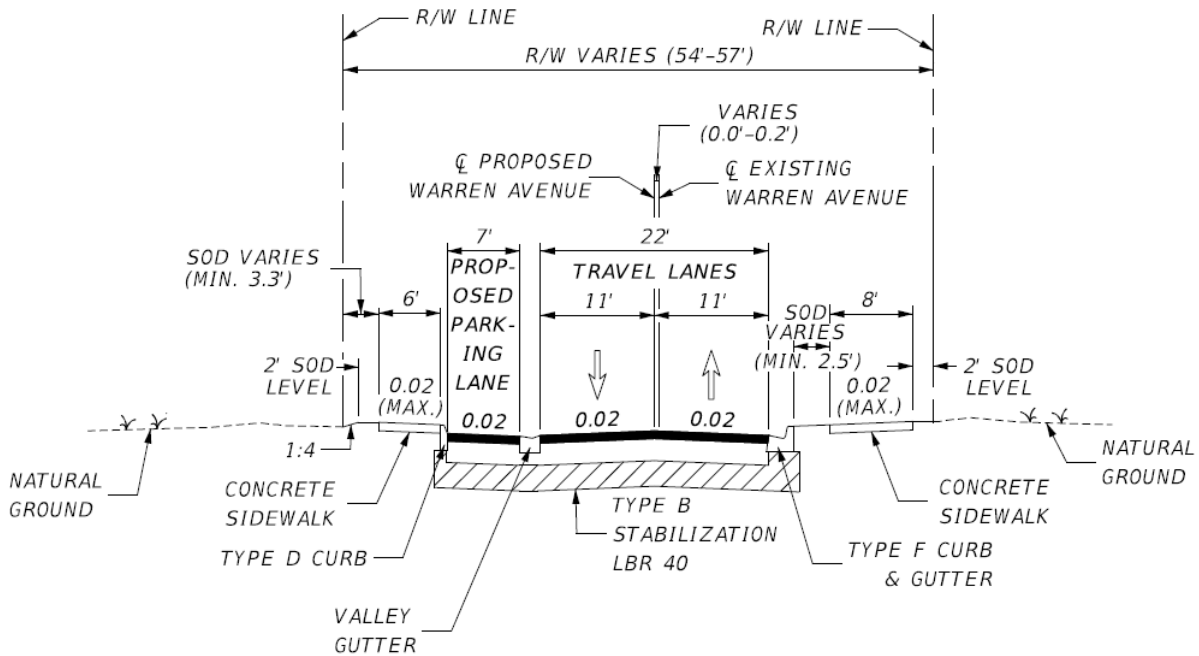 R/W LINE
R/W LINE
R/W VARIES (54'-57')
VARIES
(0.0'-0.2')
℄ PROPOSED
WARREN AVENUE
℄ EXISTING
WARREN AVENUE
SOD VARIES
(MIN. 3.3')
7'
22'
PROP-
OSED
PARK-
ING
LANE
TRAVEL LANES
6'
11'
11'
SOD
VARIES
(MIN. 2.5')
8'
2' SOD
LEVEL
0.02
(MAX.)
0.02
0.02
0.02
0.02
(MAX.)
2' SOD
LEVEL
1:4
NATURAL
GROUND
CONCRETE
SIDEWALK
TYPE D CURB
VALLEY
GUTTER
TYPE B
STABILIZATION
LBR 40
TYPE F CURB
& GUTTER
CONCRETE
SIDEWALK
NATURAL
GROUND